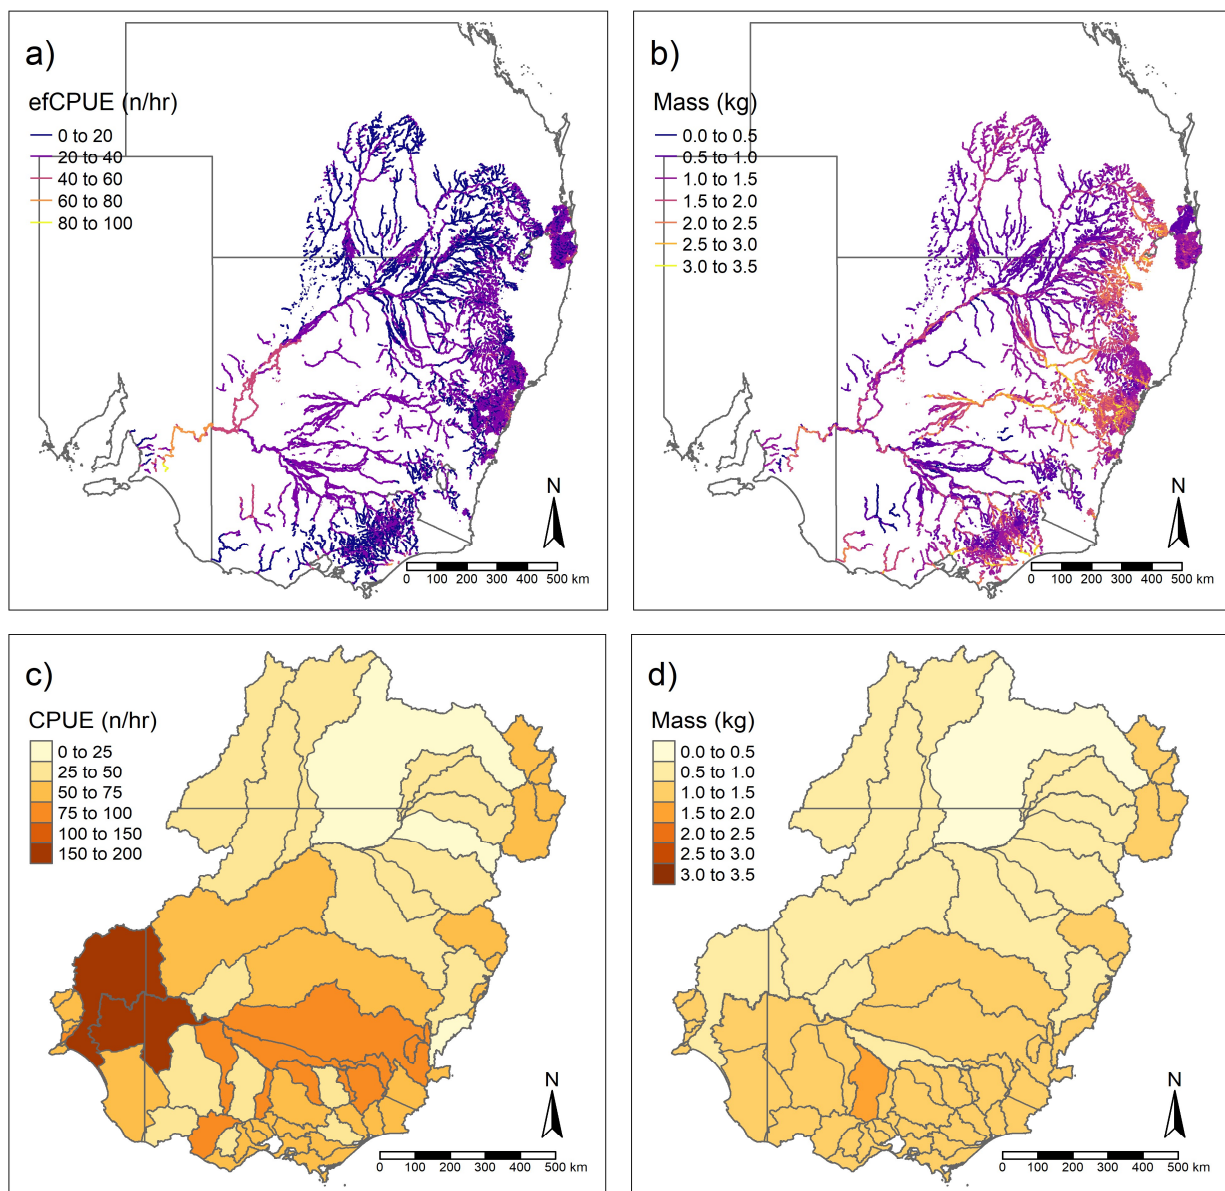 a)
efCPUE (n/hr)
0 to 20
20 to 40
40 to 60
60 to 80
80 to 100
N
0 100 200 300 400 500 km
b)
Mass (kg)
0.0 to 0.5
0.5 to 1.0
1.0 to 1.5
1.5 to 2.0
2.0 to 2.5
2.5 to 3.0
3.0 to 3.5
N
0 100 200 300 400 500 km
c)
CPUE (n/hr)
0 to 25
25 to 50
50 to 75
75 to 100
100 to 150
150 to 200
N
0 100 200 300 400 500 km
d)
Mass (kg)
0.0 to 0.5
0.5 to 1.0
1.0 to 1.5
1.5 to 2.0
2.0 to 2.5
2.5 to 3.0
3.0 to 3.5
N
0 100 200 300 400 500 km